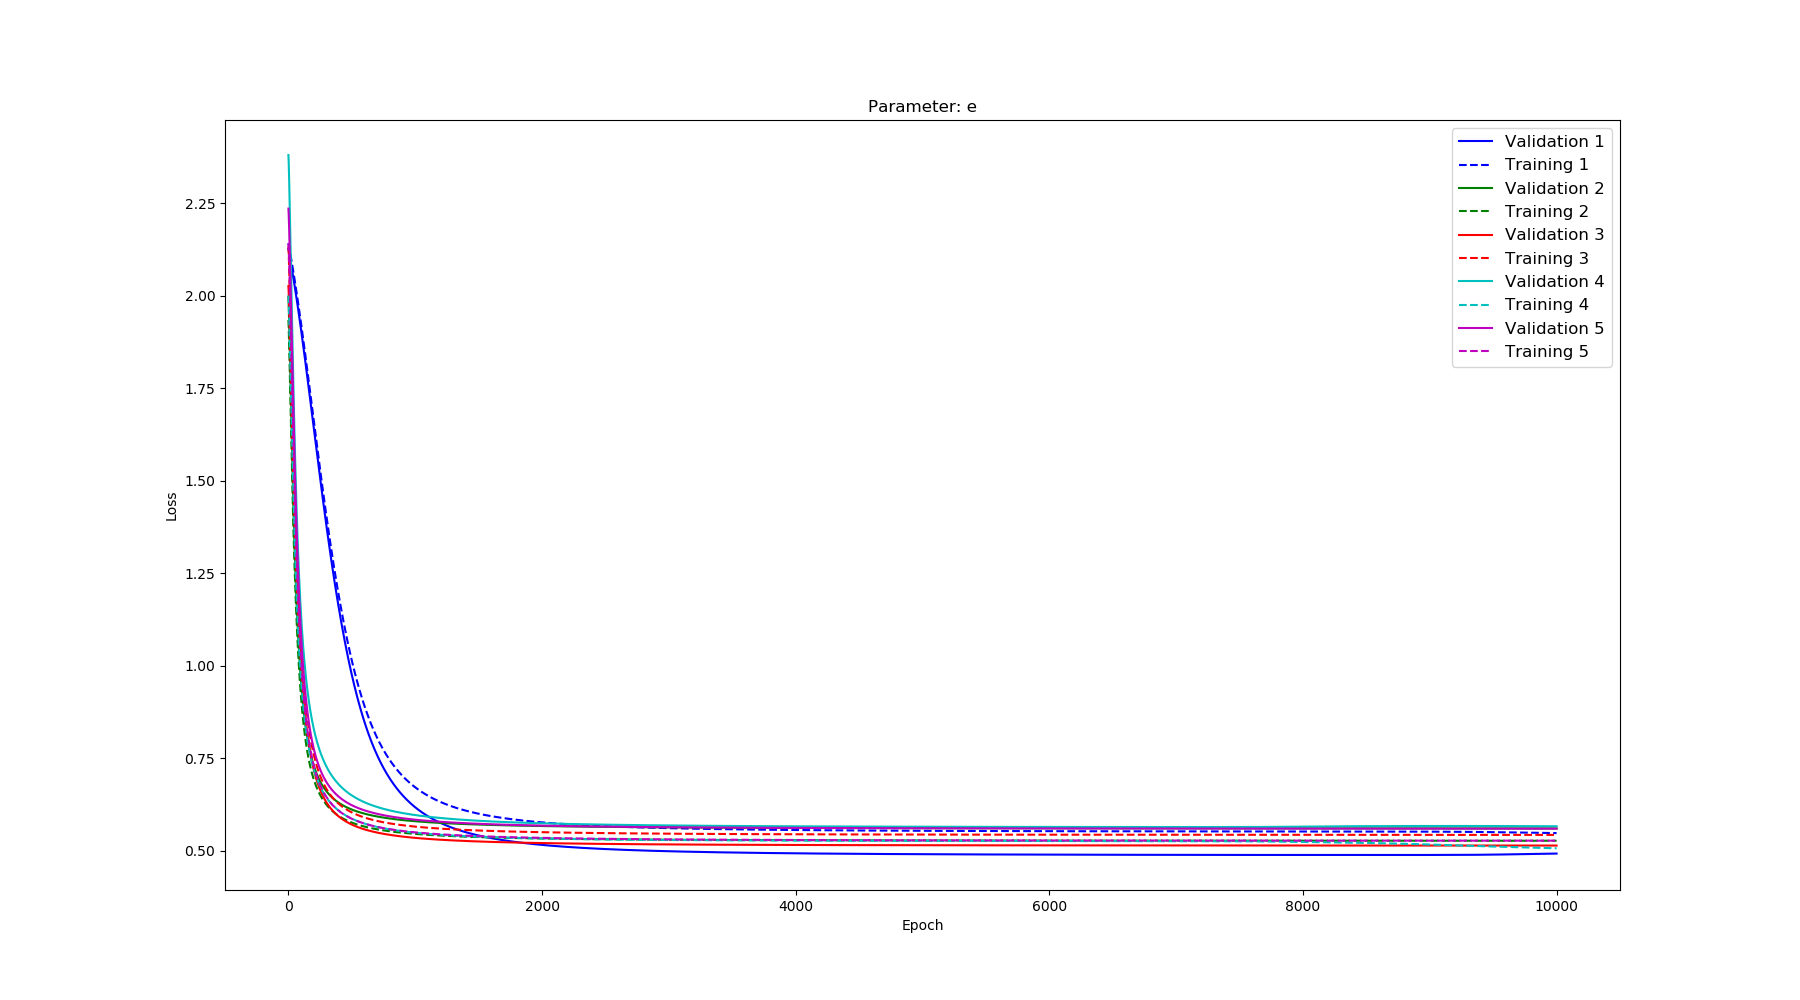 Parameter: e
Validation 1
Training 1
Validation 2
Training 2
Validation 3
Training 3
Validation 4
Training 4
Validation 5
Training 5
2.25
2.00
1.75
1.50
1.25
1.00
0.75
0.50
Loss
0
2000
4000
6000
8000
10000
Epoch